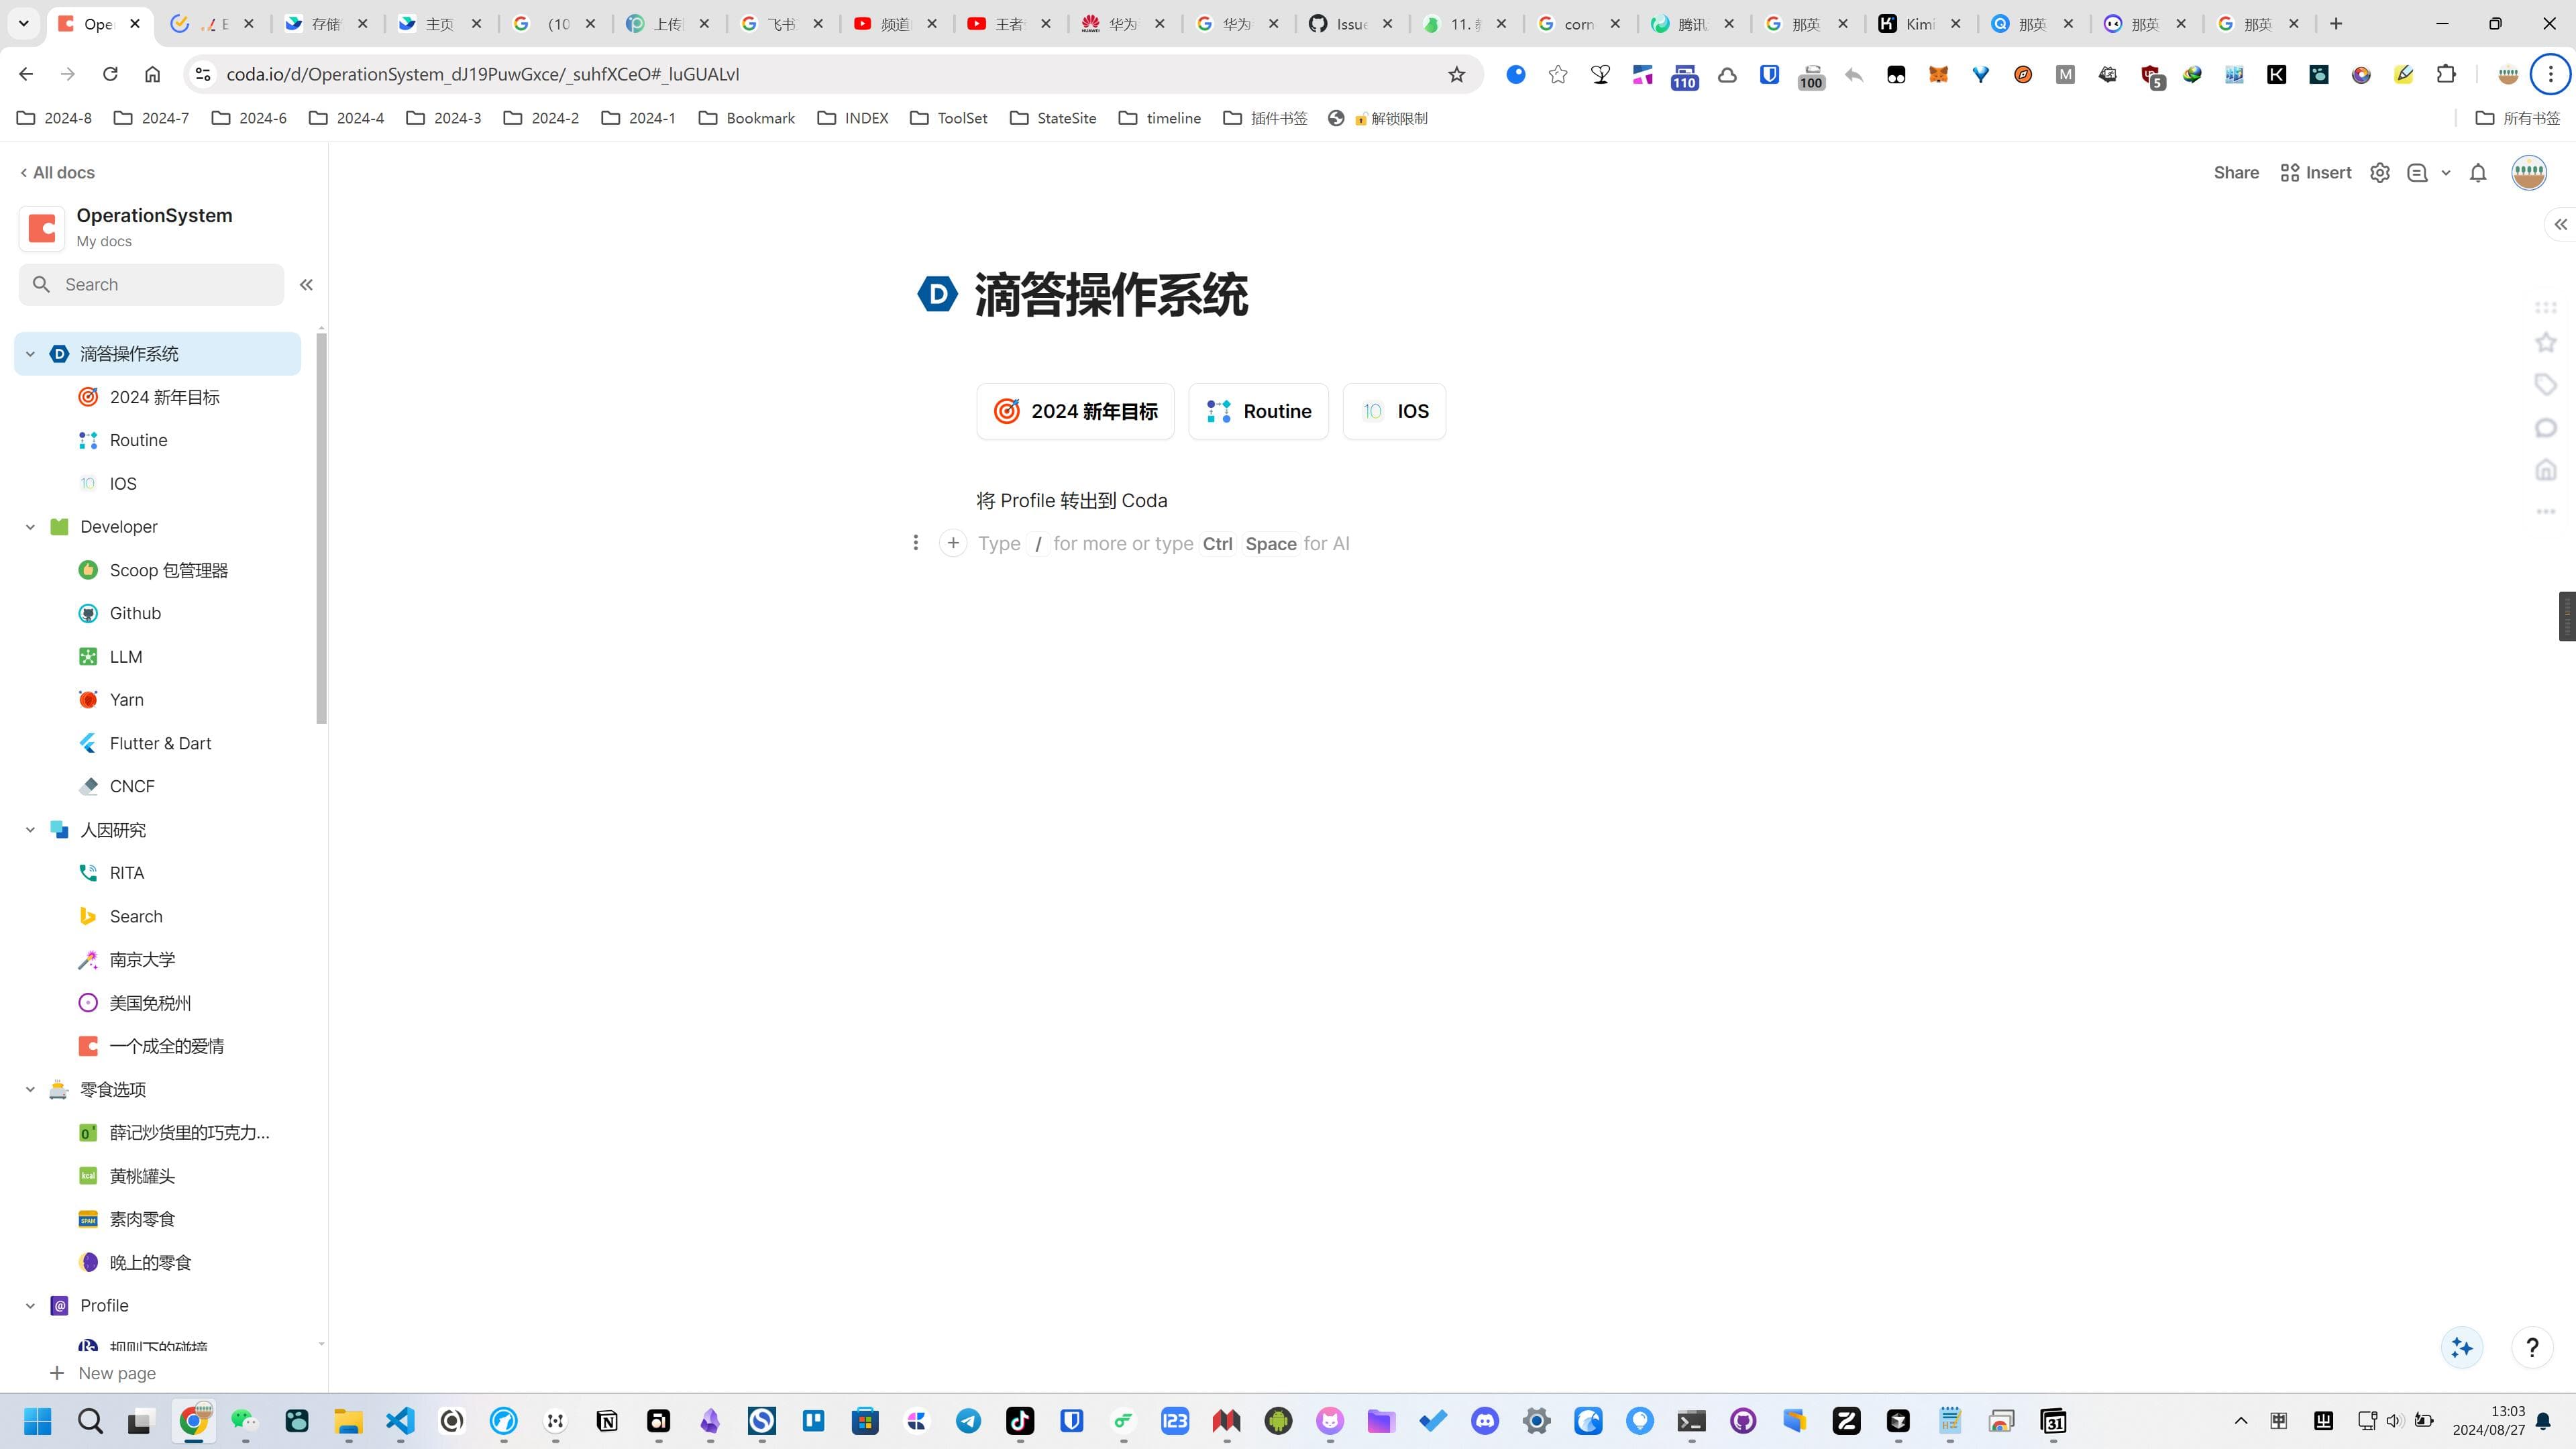 Ope
E
存储
主页
(10
上传
飞书
频道
王者
华为
华为
Issue
11.
corn
腾讯
那英
Kimi
那英
那英
那英
coda.io/d/OperationSystem_dJ19PuwGxce/_suhfXCeO#_luGUALvI
110
100
5
2024-8
2024-7
2024-6
2024-4
2024-3
2024-2
2024-1
Bookmark
INDEX
ToolSet
StateSite
timeline
插件书签
解锁限制
所有书签
All docs
Share
Insert
OperationSystem
My docs
Search
滴答操作系统
2024 新年目标
Routine
IOS
Developer
Scoop 包管理器
Github
LLM
Yarn
Flutter & Dart
CNCF
人因研究
RITA
Search
南京大学
美国免税州
一个成全的爱情
零食选项
薛记炒货里的巧克力...
黄桃罐头
素肉零食
晚上的零食
Profile
规则下的碰撞
New page
滴答操作系统
2024 新年目标
Routine
IOS
将 Profile 转出到 Coda
Type / for more or type Ctrl Space for AI
?
13:03
2024/08/27